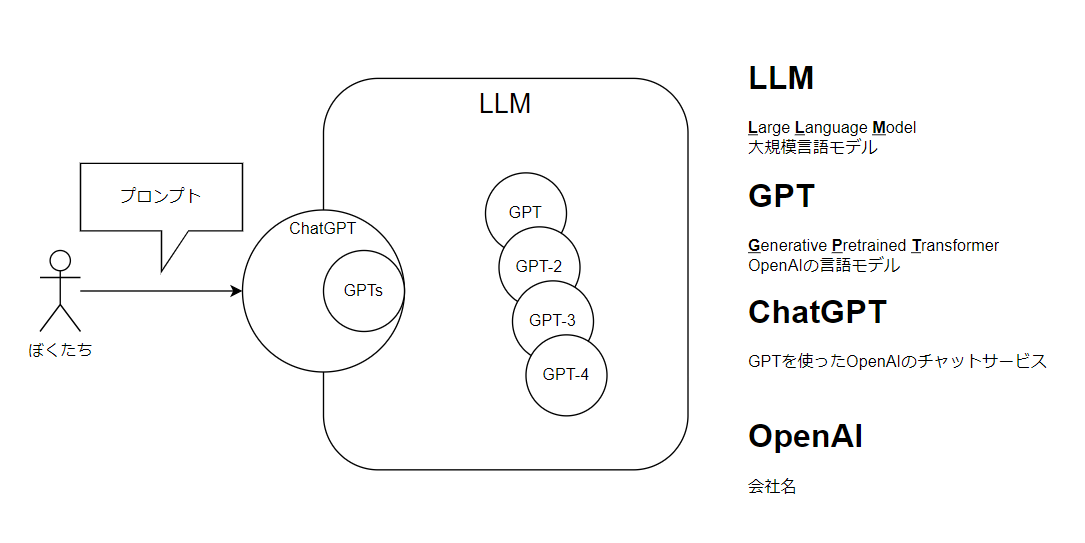 LLM
プロンプト
ChatGPT
GPTs
ぼくたち
GPT
GPT-2
GPT-3
GPT-4
LLM
Large Language Model
大規模言語モデル
GPT
Generative Pretrained Transformer
OpenAIの言語モデル
ChatGPT
GPTを使ったOpenAIのチャットサービス
OpenAI
会社名